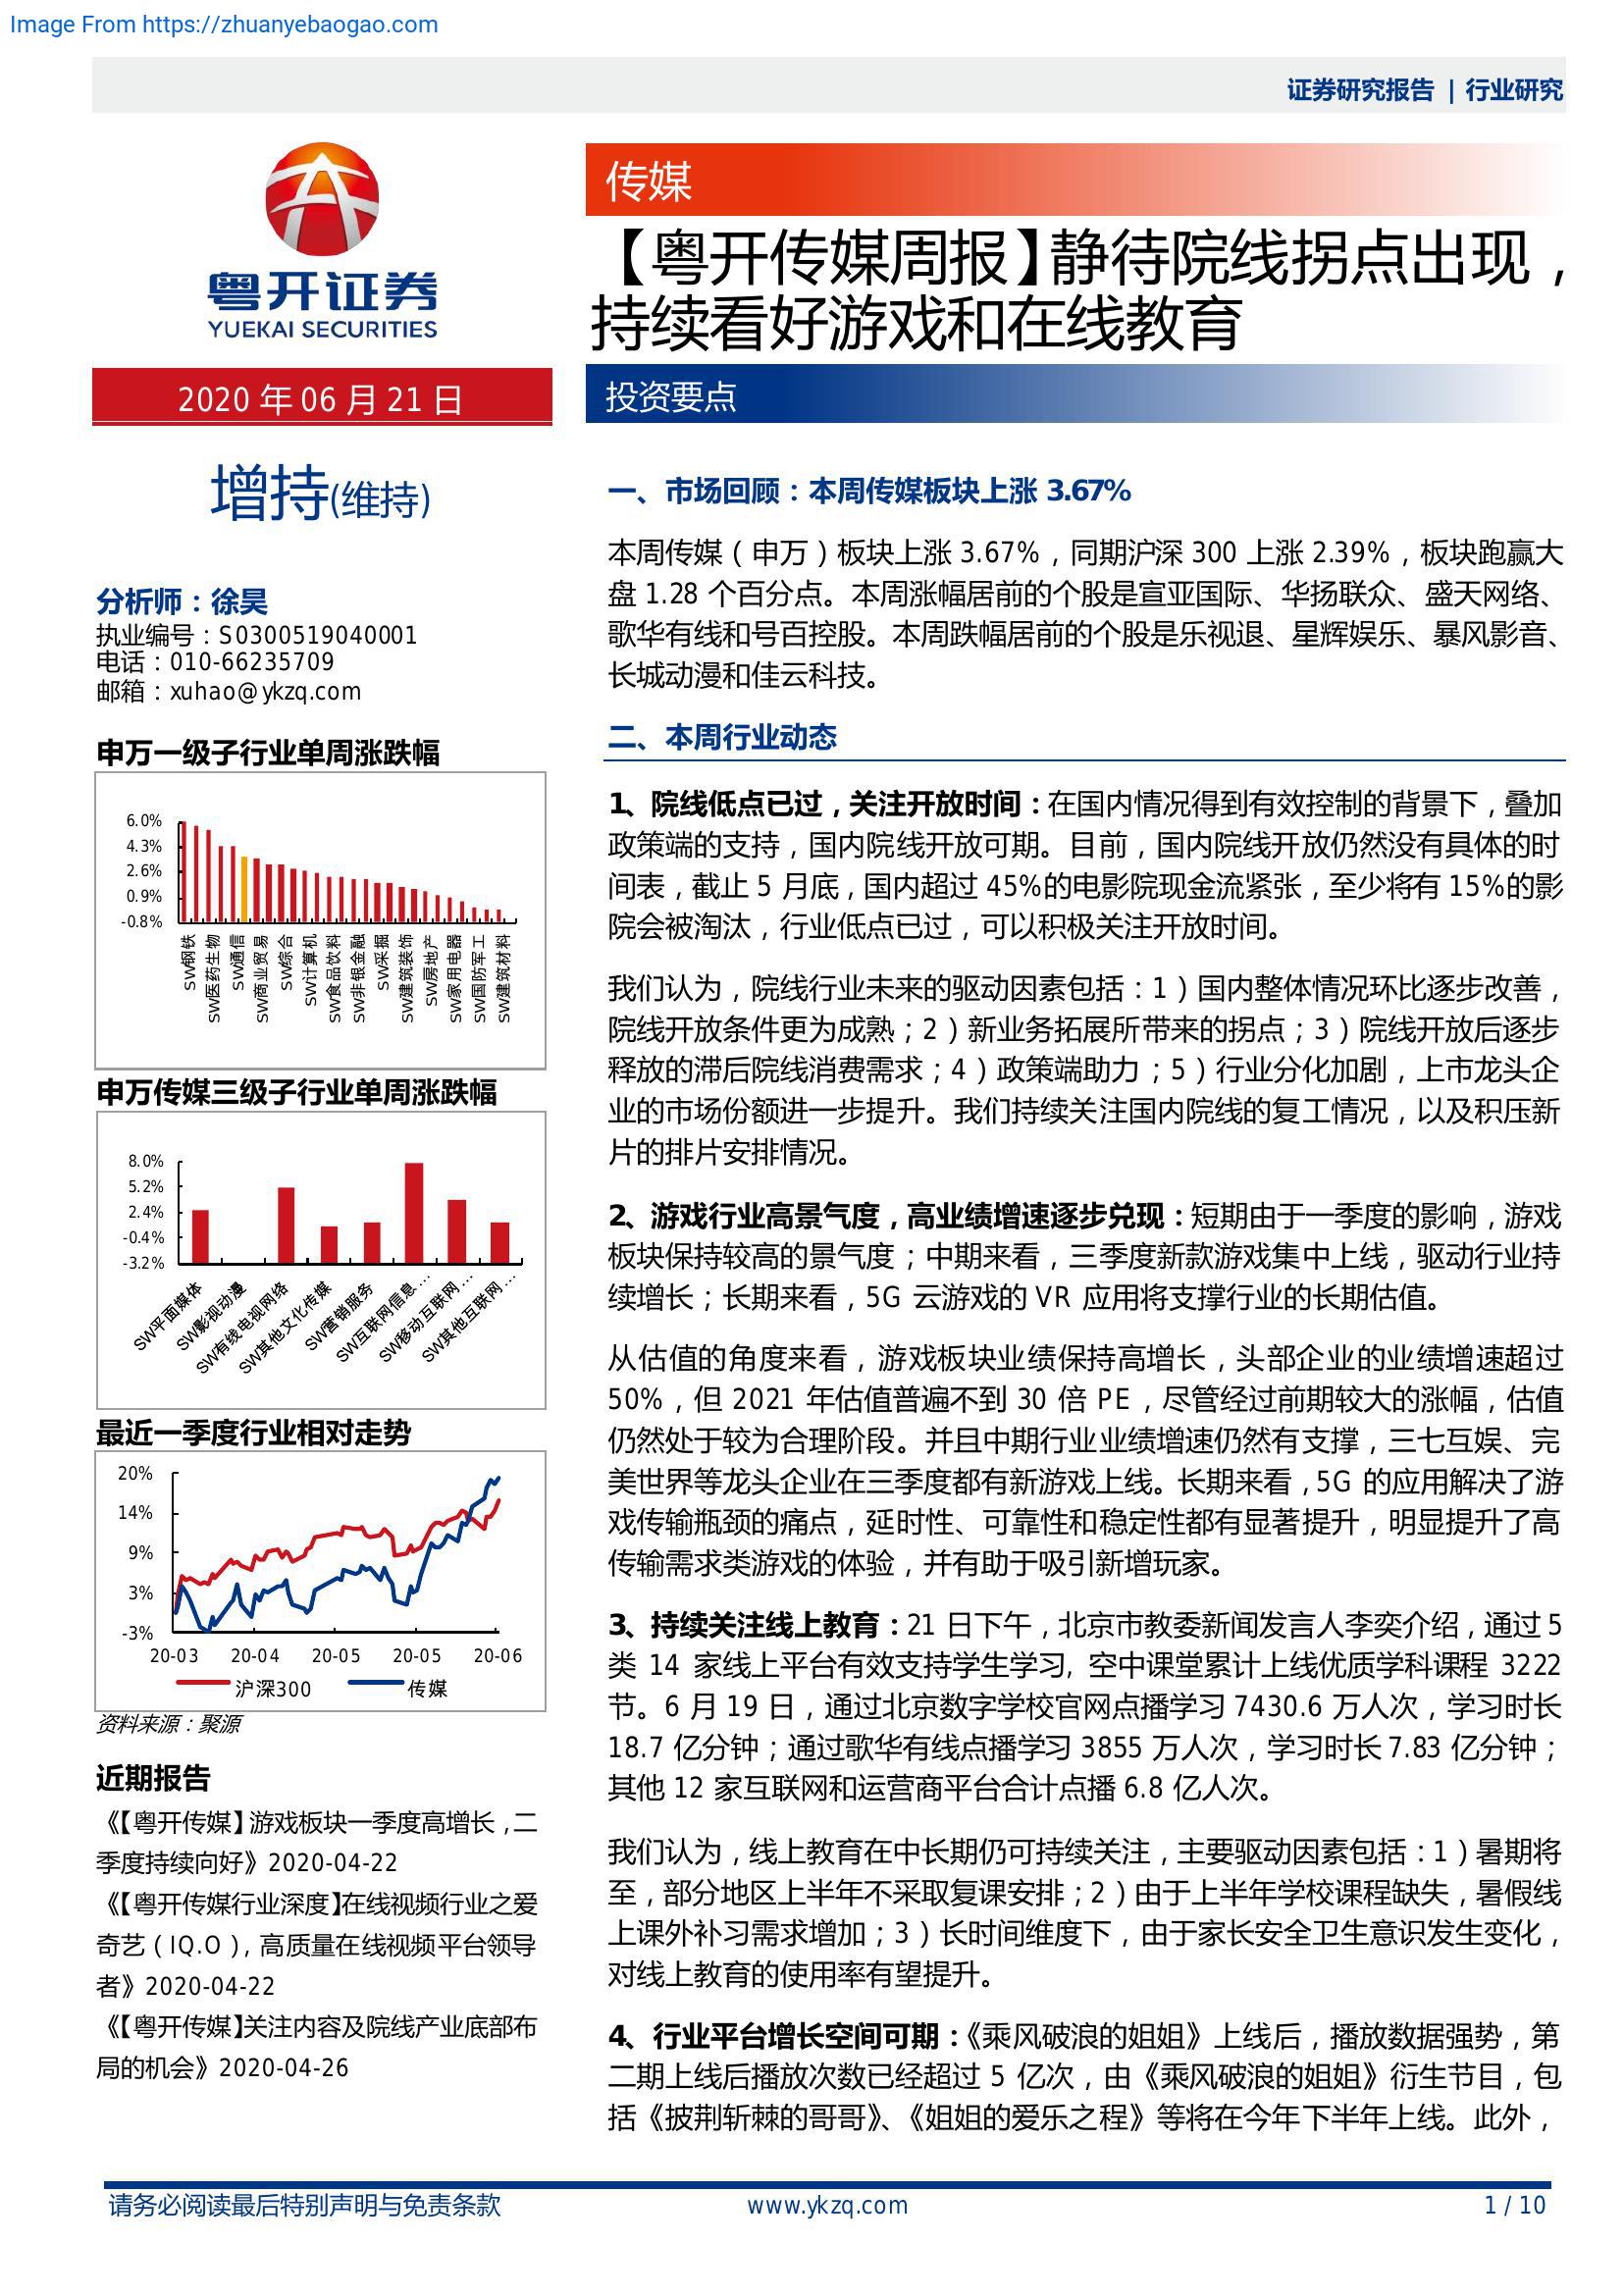 Image From https://zhuanyebaogao.com
证券研究报告 | 行业研究
粤开证券
YUEKAI SECURITIES
2020 年 06 月 21 日
增持(维持)
分析师：徐昊
执业编号：S0300519040001
电话：010-66235709
邮箱：xuhao@ykzq.com
申万一级子行业单周涨跌幅
6.0%
4.3%
2.6%
0.9%
-0.8%
SW钢铁
SW医药生物
SW通信
SW商业贸易
SW综合
SW计算机
SW食品饮料
SW非银金融
SW采掘
SW建筑装饰
SW房地产
SW家用电器
SW国防军工
SW建筑材料
申万传媒三级子行业单周涨跌幅
8.0%
5.2%
2.4%
-0.4%
-3.2%
SW平面媒体
SW影视动漫
SW有线电视网络
SW其他文化传媒
SW营销服务
SW互联网信息…
SW移动互联网…
SW其他互联网…
最近一季度行业相对走势
20%
14%
9%
3%
-3%
20-03 20-04 20-05 20-05 20-06
沪深300 传媒
资料来源：聚源
近期报告
《【粤开传媒】游戏板块一季度高增长，二
季度持续向好》2020-04-22
《【粤开传媒行业深度】在线视频行业之爱
奇艺（IQ.O），高质量在线视频平台领导
者》2020-04-22
《【粤开传媒】关注内容及院线产业底部布
局的机会》2020-04-26
传媒
【粤开传媒周报】静待院线拐点出现，
持续看好游戏和在线教育
投资要点
一、市场回顾：本周传媒板块上涨 3.67%
本周传媒（申万）板块上涨 3.67%，同期沪深 300 上涨 2.39%，板块跑赢大
盘 1.28 个百分点。本周涨幅居前的个股是宣亚国际、华扬联众、盛天网络、
歌华有线和号百控股。本周跌幅居前的个股是乐视退、星辉娱乐、暴风影音、
长城动漫和佳云科技。
二、本周行业动态
1、院线低点已过，关注开放时间：在国内情况得到有效控制的背景下，叠加
政策端的支持，国内院线开放可期。目前，国内院线开放仍然没有具体的时
间表，截止 5 月底，国内超过 45%的电影院现金流紧张，至少将有 15%的影
院会被淘汰，行业低点已过，可以积极关注开放时间。
我们认为，院线行业未来的驱动因素包括：1）国内整体情况环比逐步改善，
院线开放条件更为成熟；2）新业务拓展所带来的拐点；3）院线开放后逐步
释放的滞后院线消费需求；4）政策端助力；5）行业分化加剧，上市龙头企
业的市场份额进一步提升。我们持续关注国内院线的复工情况，以及积压新
片的排片安排情况。
2、游戏行业高景气度，高业绩增速逐步兑现：短期由于一季度的影响，游戏
板块保持较高的景气度；中期来看，三季度新款游戏集中上线，驱动行业持
续增长；长期来看，5G 云游戏的 VR 应用将支撑行业的长期估值。
从估值的角度来看，游戏板块业绩保持高增长，头部企业的业绩增速超过
50%，但 2021 年估值普遍不到 30 倍 PE，尽管经过前期较大的涨幅，估值
仍然处于较为合理阶段。并且中期行业业绩增速仍然有支撑，三七互娱、完
美世界等龙头企业在三季度都有新游戏上线。长期来看，5G 的应用解决了游
戏传输瓶颈的痛点，延时性、可靠性和稳定性都有显著提升，明显提升了高
传输需求类游戏的体验，并有助于吸引新增玩家。
3、持续关注线上教育：21 日下午，北京市教委新闻发言人李奕介绍，通过 5
类 14 家线上平台有效支持学生学习, 空中课堂累计上线优质学科课程 3222
节。6 月 19 日，通过北京数字学校官网点播学习 7430.6 万人次，学习时长
18.7 亿分钟；通过歌华有线点播学习 3855 万人次，学习时长 7.83 亿分钟；
其他 12 家互联网和运营商平台合计点播 6.8 亿人次。
我们认为，线上教育在中长期仍可持续关注，主要驱动因素包括：1）暑期将
至，部分地区上半年不采取复课安排；2）由于上半年学校课程缺失，暑假线
上课外补习需求增加；3）长时间维度下，由于家长安全卫生意识发生变化，
对线上教育的使用率有望提升。
4、行业平台增长空间可期：《乘风破浪的姐姐》上线后，播放数据强势，第
二期上线后播放次数已经超过 5 亿次，由《乘风破浪的姐姐》衍生节目，包
括《披荆斩棘的哥哥》、《姐姐的爱乐之程》等将在今年下半年上线。此外，
请务必阅读最后特别声明与免责条款
www.ykzq.com
1 / 10